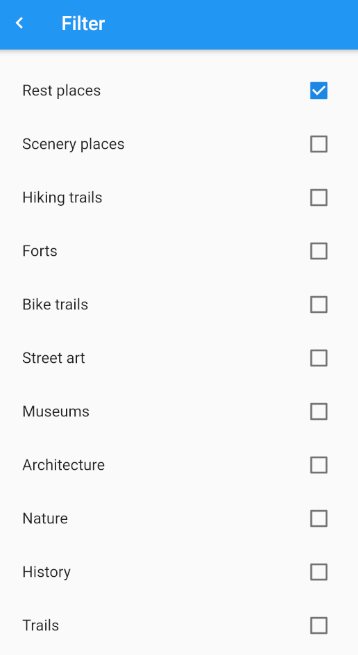 Filter
Rest places
Scenery places
Hiking trails
Forts
Bike trails
Street art
Museums
Architecture
Nature
History
Trails